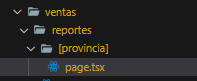 ventas
reportes
[provincia]
page.tsx